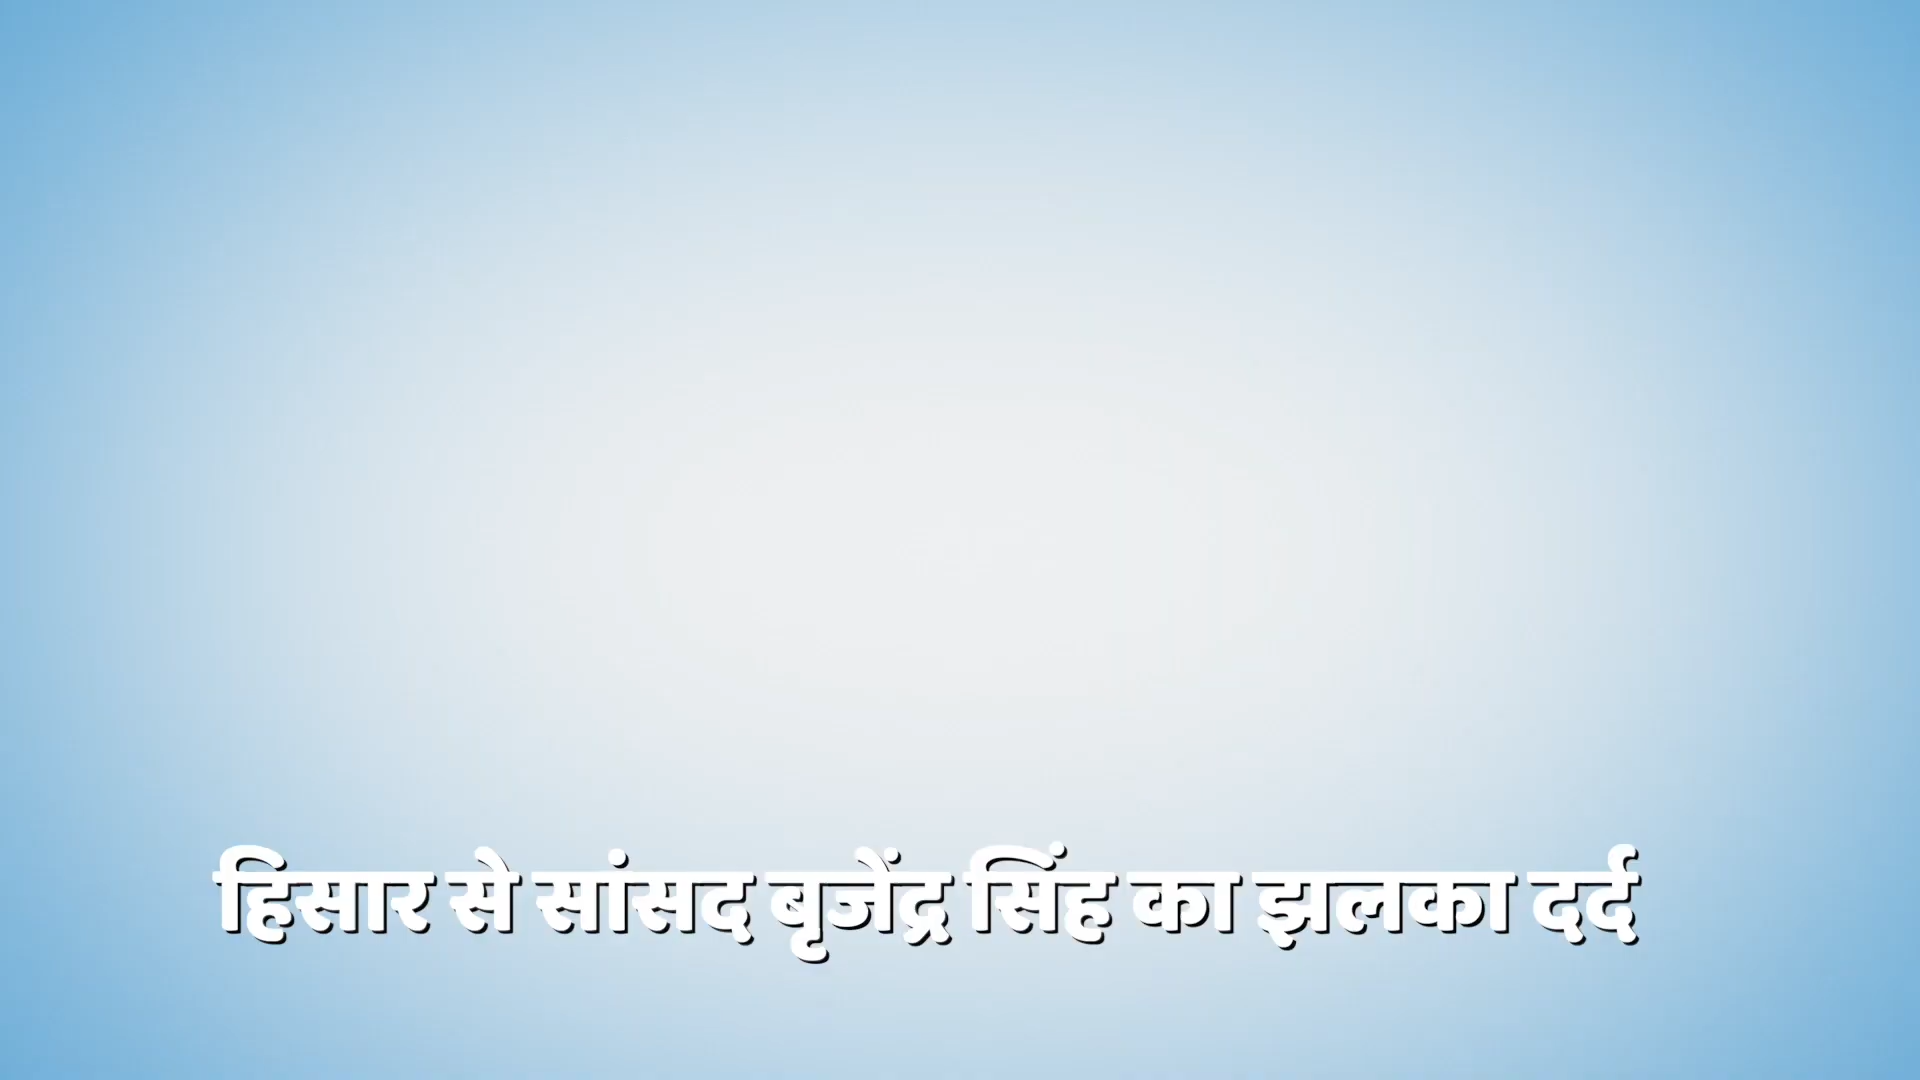 हिसार से सांसद बृजेंद्र सिंह का झलका दर्द